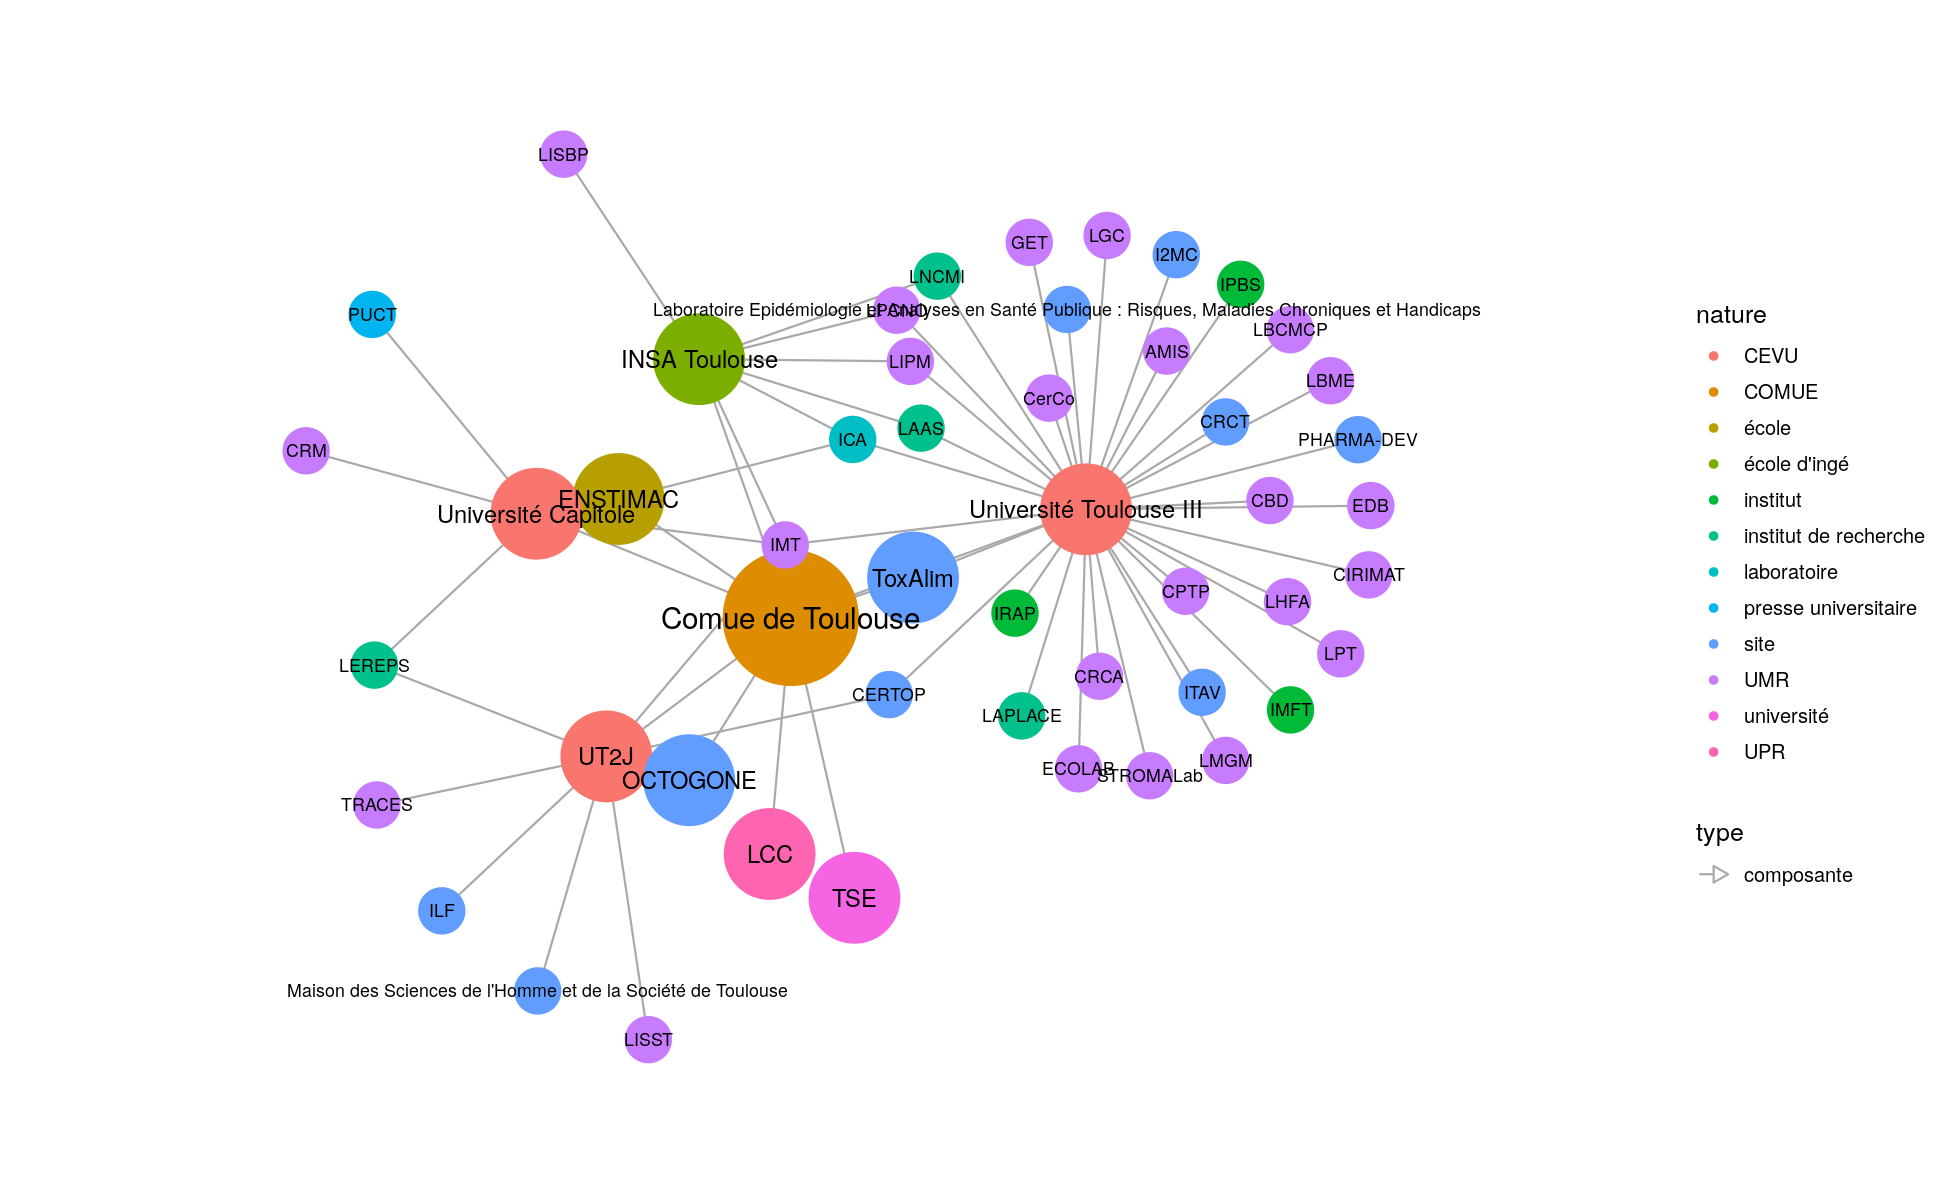 LISBP
GET
LGC
I2MC
LNCMI
IPBS
PUCT
Laboratoire Epidémiologie et Analyses en Santé Publique : Risques, Maladies Chroniques et Handicaps
LPCNO
LBCMCP
INSA Toulouse
LIPM
AMIS
LBME
CerCo
CRCT
LAAS
ICA
PHARMA-DEV
CRM
ENSTIMAC
Université Capitole
Université Toulouse III
CBD
EDB
IMT
ToxAlim
CIRIMAT
CPTP
LHFA
IRAP
Comue de Toulouse
LPT
LEREPS
CRCA
CERTOP
ITAV
LAPLACE
IMFT
UT2J
OCTOGONE
ECOLAB
STROMALab
LMGM
TRACES
LCC
TSE
ILF
Maison des Sciences de l'Homme et de la Société de Toulouse
LISST
nature
CEVU
COMUE
école
école d'ingé
institut
institut de recherche
laboratoire
presse universitaire
site
UMR
université
UPR
type
composante